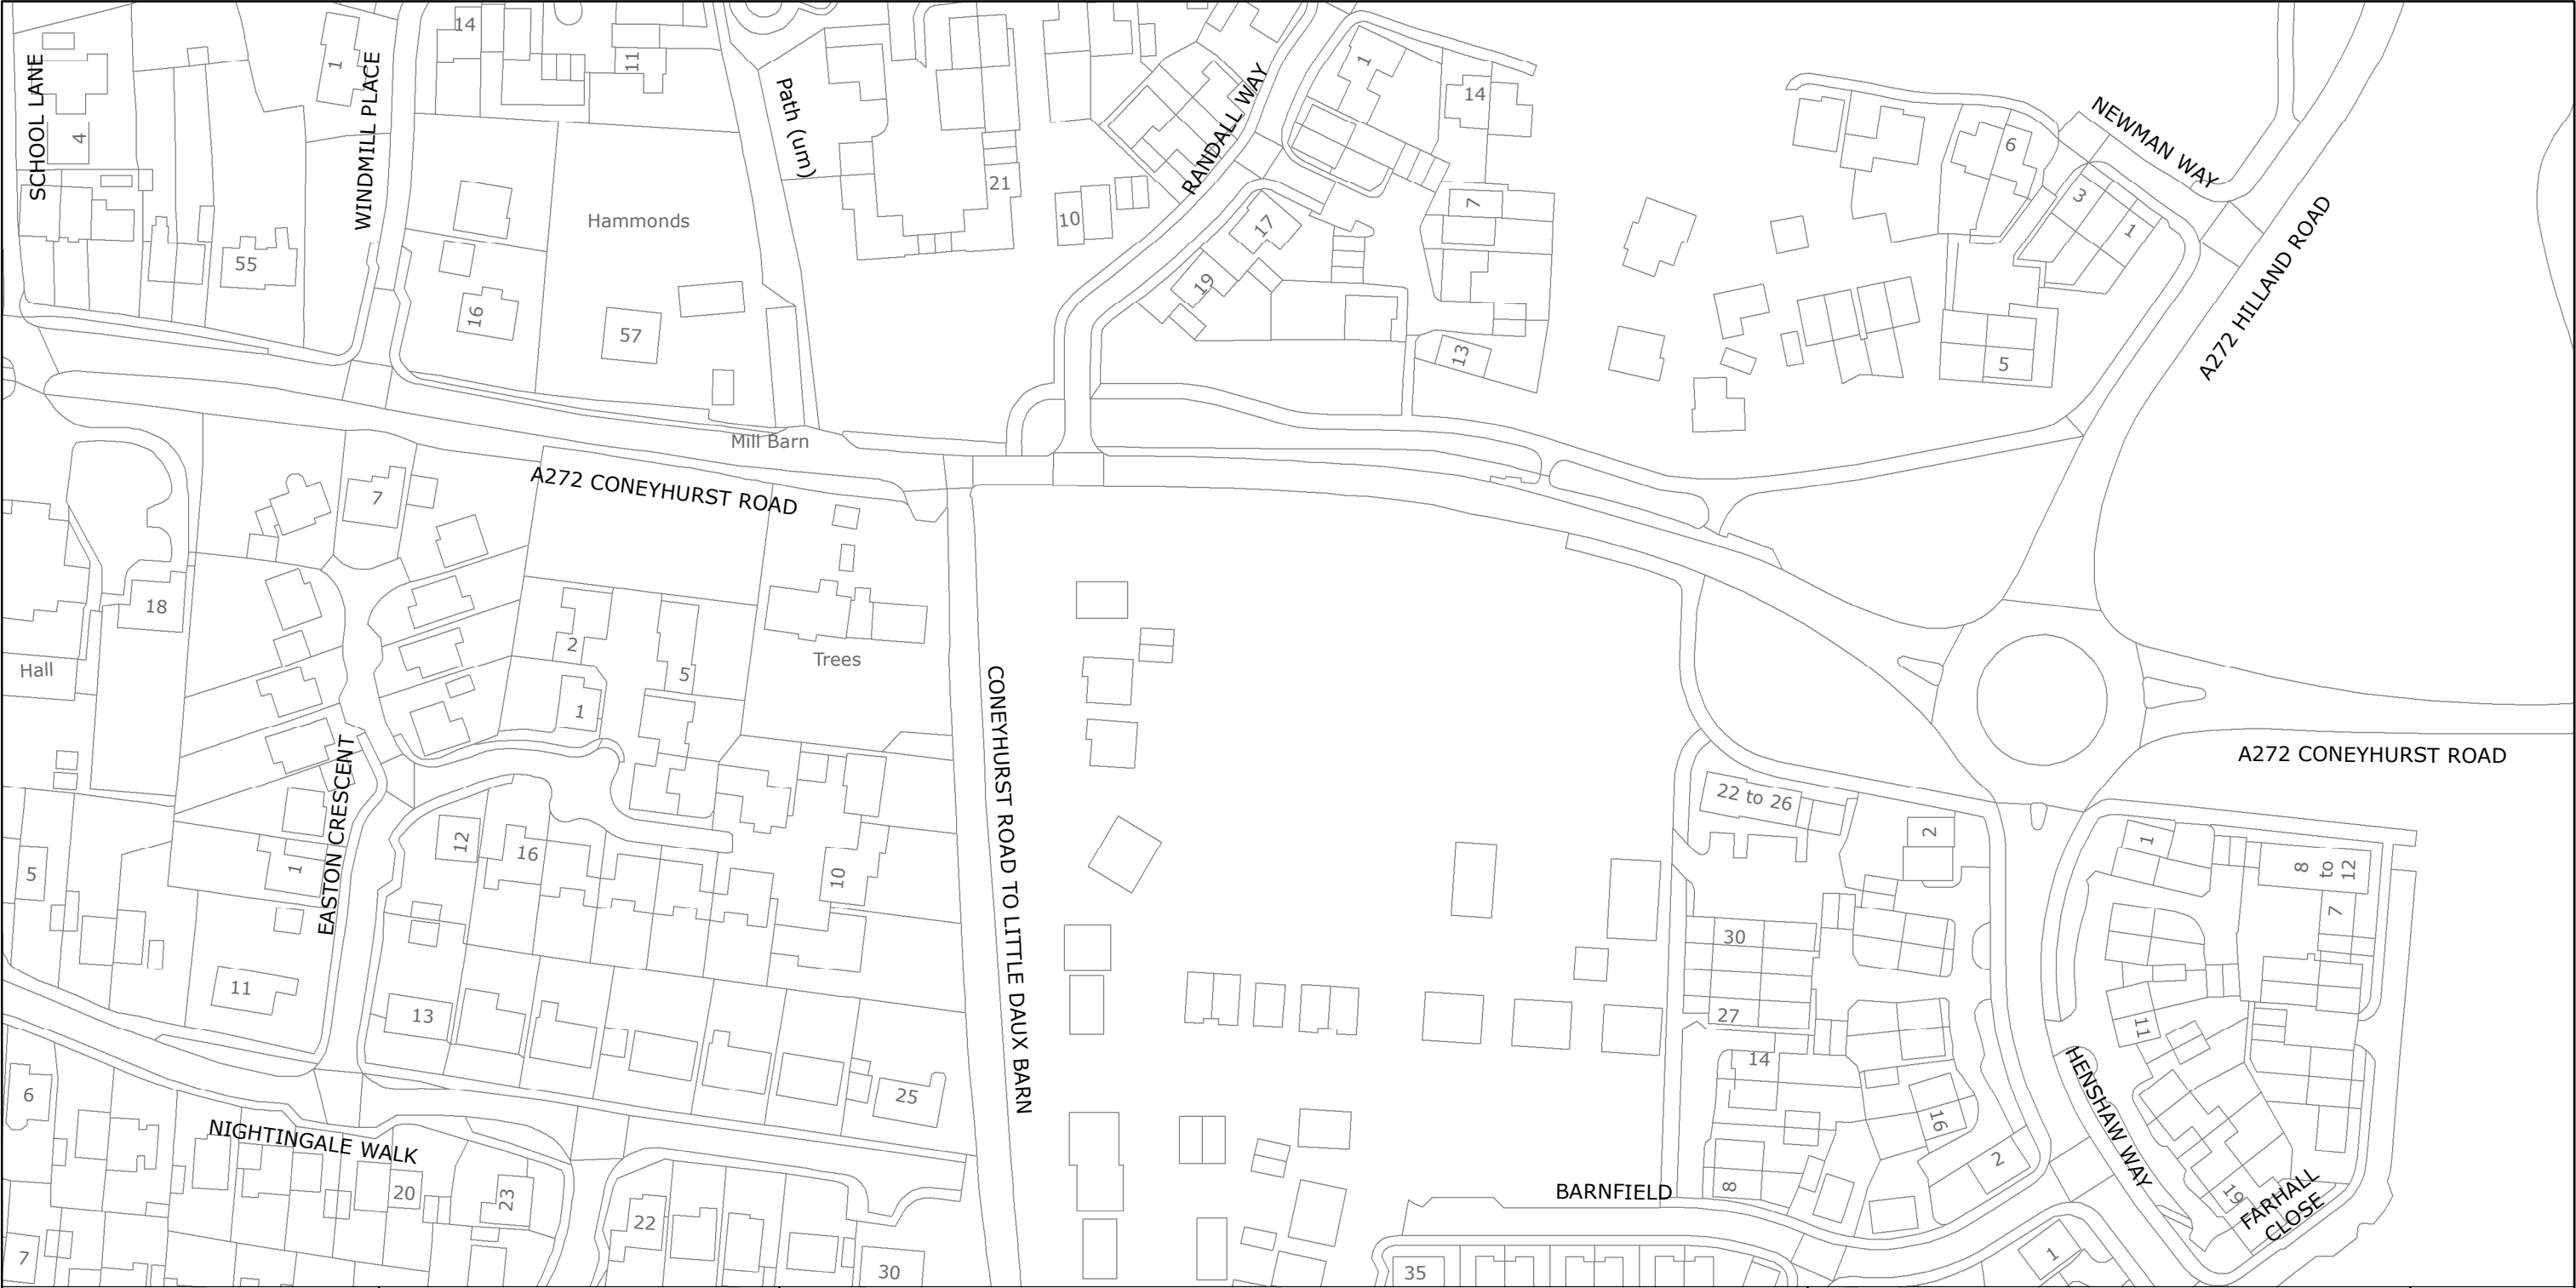 14
1
11
1
14
SCHOOL LANE
4
WINDMILL PLACE
Path (um)
RANDALL WAY
NEWMAN WAY
6
21
10
Hammonds
17
7
3
1
55
A272 HILLAND ROAD
19
16
57
13
5
Mill Barn
A272 CONEYHURST ROAD
7
18
2
Trees
Hall
5
1
CONEYHURST ROAD TO LITTLE DAUX BARN
A272 CONEYHURST ROAD
EASTON CRESCENT
22 to 26
2
1
12
16
8
to
12
5
1
10
7
30
11
13
27
11
14
HENSHAW WAY
6
25
16
NIGHTINGALE WALK
2
20
23
BARNFIELD
8
19
FARHALL
CLOSE
22
7
30
35
1